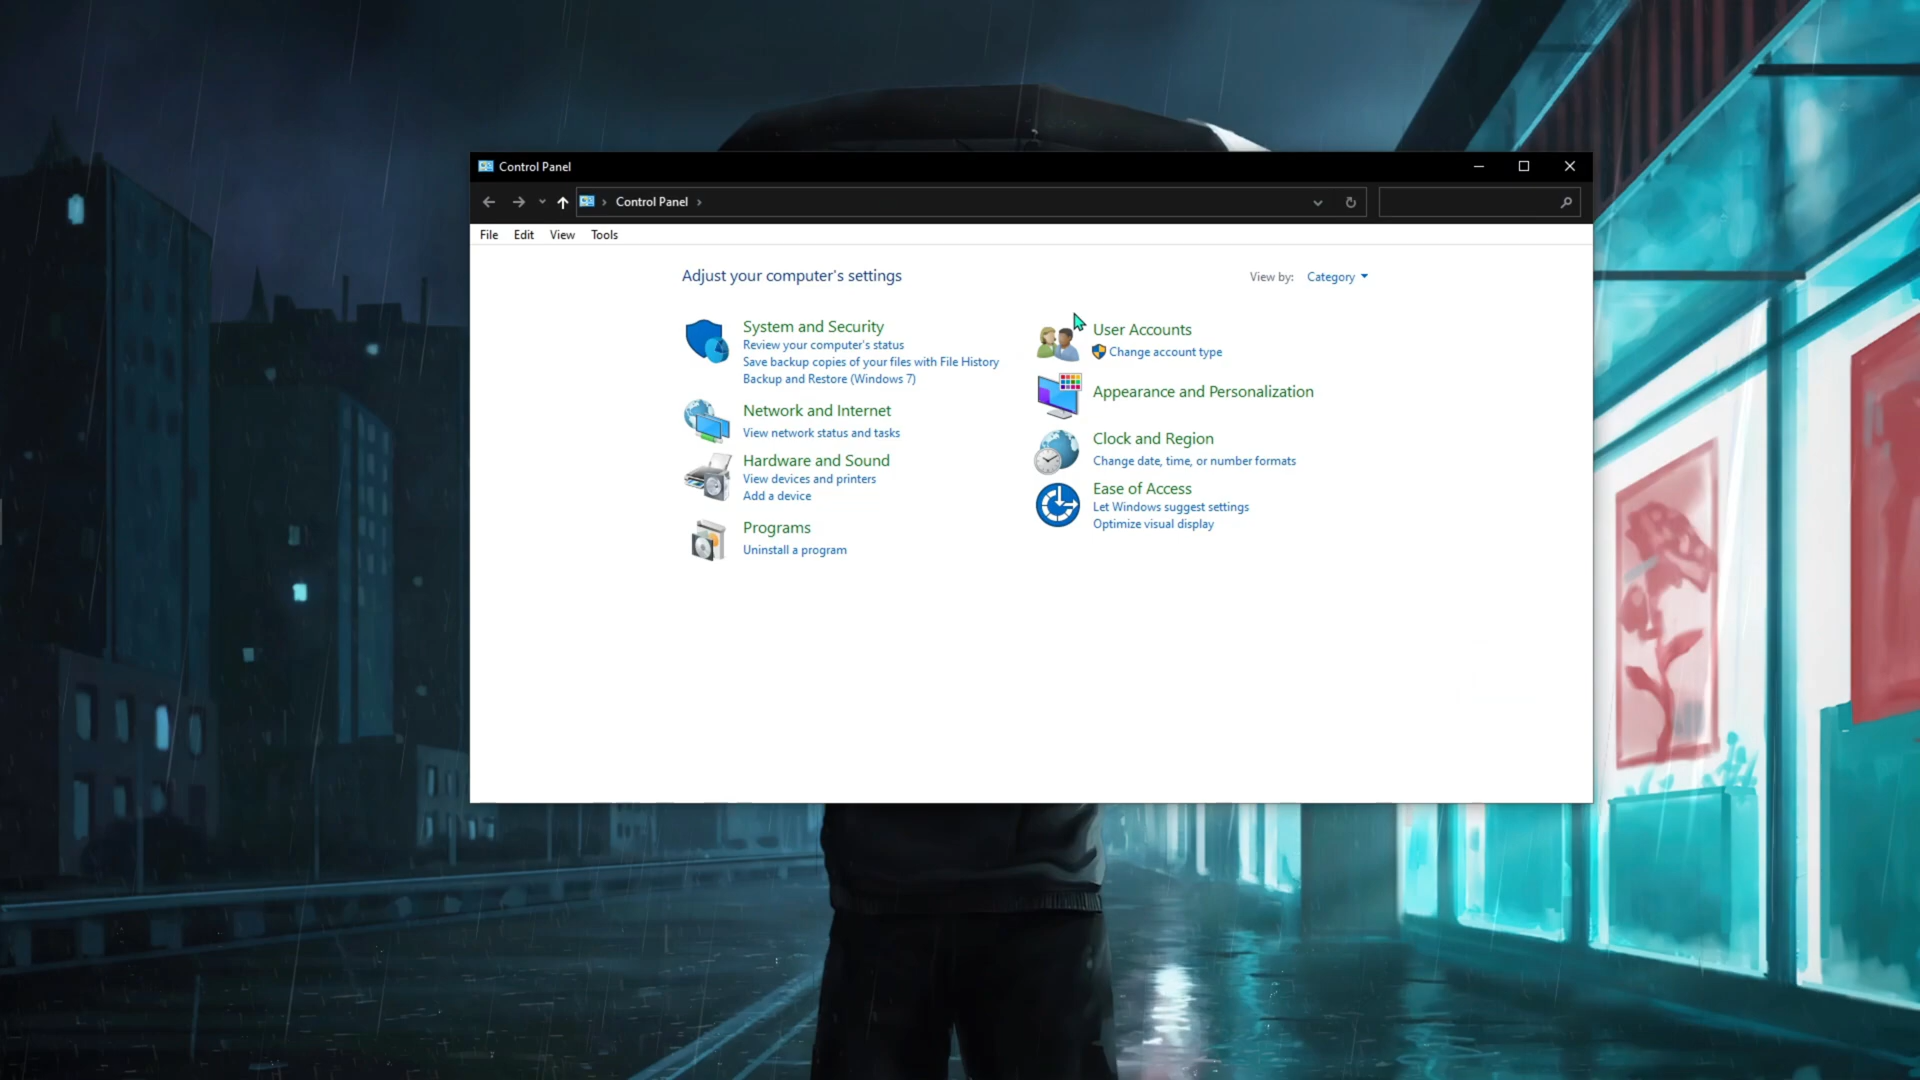 Control Panel
Control Panel
File Edit View Tools
Adjust your computer's settings
View by: Category
System and Security
Review your computer's status
Save backup copies of your files with File History
Backup and Restore (Windows 7)
Network and Internet
View network status and tasks
Hardware and Sound
View devices and printers
Add a device
Programs
Uninstall a program
User Accounts
Change account type
Appearance and Personalization
Clock and Region
Change date, time, or number formats
Ease of Access
Let Windows suggest settings
Optimize visual display